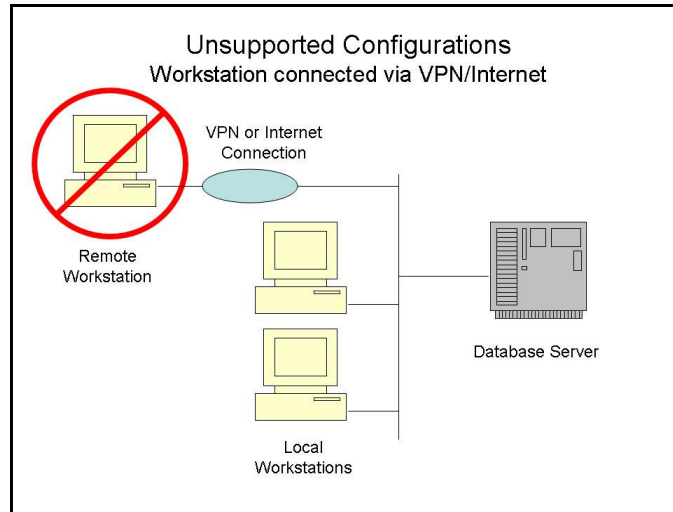 Unsupported Configurations
Workstation connected via VPN/Internet
VPN or Internet
Connection
Remote
Workstation
Database Server
Local
Workstations